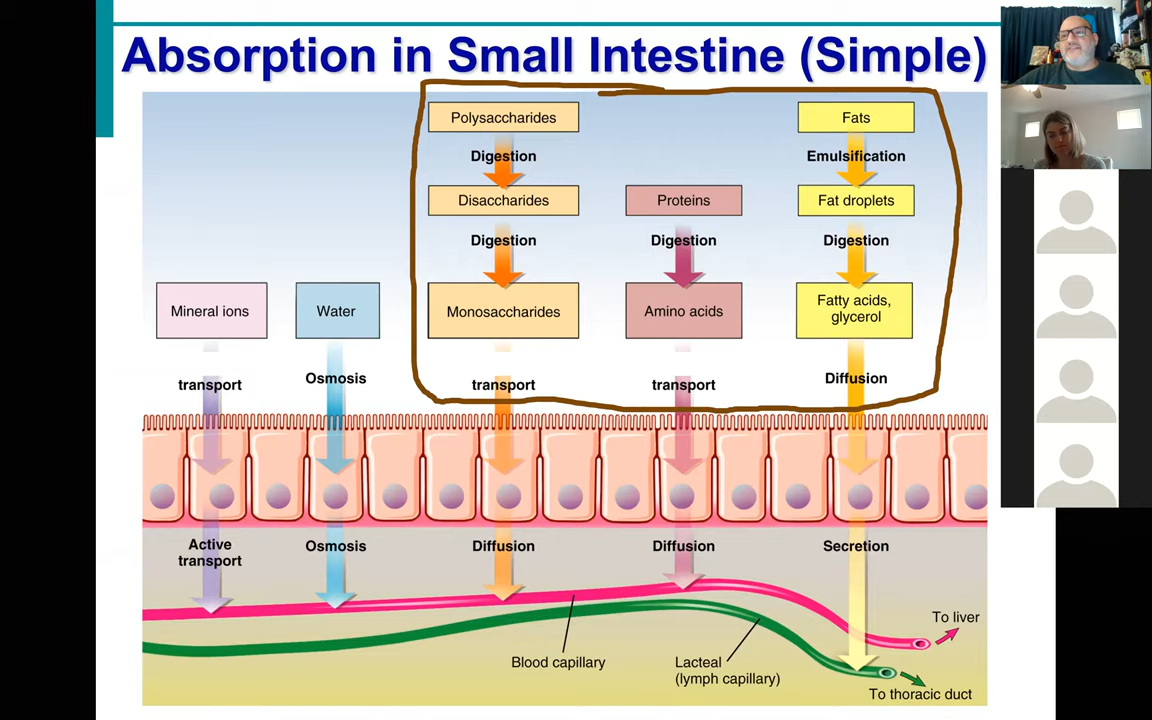 Absorption in Small Intestine (Simple)
Polysaccharides
Fats
Digestion
Emulsification
Disaccharides
Proteins
Fat droplets
Digestion
Digestion
Digestion
Mineral ions
Water
Monosaccharides
Amino acids
Fatty acids,
glycerol
transport
Osmosis
transport
transport
Diffusion
Active
transport
Osmosis
Diffusion
Diffusion
Secretion
To liver
Blood capillary
Lacteal
(lymph capillary)
To thoracic duct